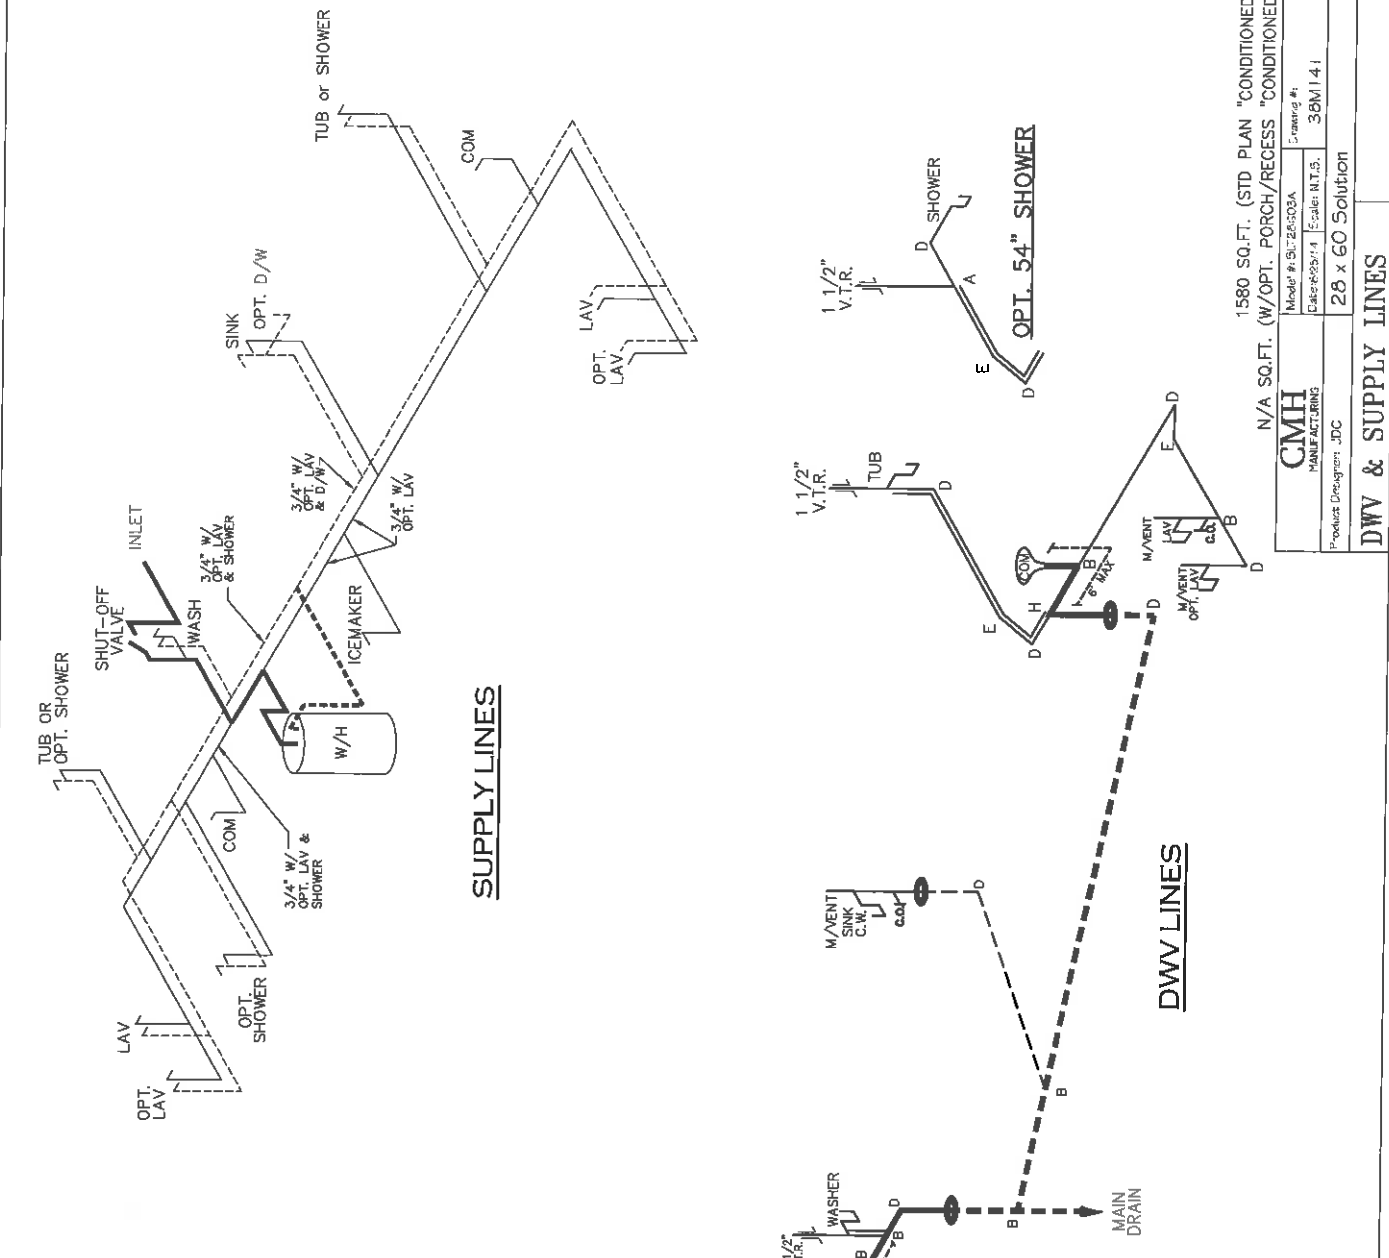 TUB or SHOWER
COM
SINK
OPT. D/W
LAV
OPT.
LAV
3/4" W/
OPT. LAV
& D/W
3/4" W/
OPT. LAV
INLET
SHUT-OFF
VALVE
WASH
3/4" W/
OPT. LAV
& SHOWER
ICEMAKER
TUB OR
OPT. SHOWER
W/H
COM
3/4" W/
OPT. LAV &
SHOWER
OPT.
SHOWER
LAV
OPT.
LAV
SUPPLY LINES
1 1/2"
V.T.R.
D
SHOWER
A
E
D
OPT. 54" SHOWER
1 1/2"
V.T.R.
TUB
D
E
D
H
COM
B
6" MAX
D
E
M/VENT
LAV
C.O.
B
M/VENT
OPT. LAV
D
D
M/VENT
SINK
C.W.
C.O.
D
B
DWV LINES
1/2"
T.R.
WASHER
D
B
B
B
MAIN
DRAIN
1580 SQ.FT. (STD PLAN "CONDITIONED
N/A SQ.FT. (W/OPT. PORCH/RECESS "CONDITIONED
CMH
MANUFACTURING
Model #:
Drawing #:
38M141
Scale: N.T.S.
Product Designer: JDC
28 x 60 Solution
DWV & SUPPLY LINES